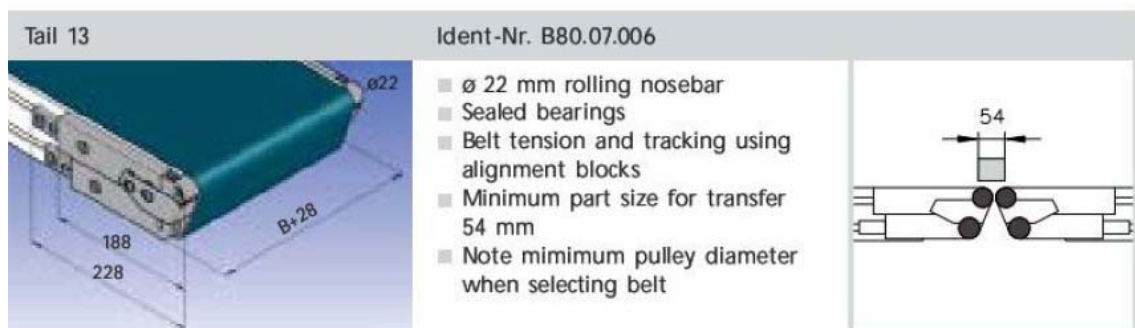 Tail 13
Ident-Nr. B80.07.006
ø22
B+28
188
228
ø 22 mm rolling nosebar
Sealed bearings
Belt tension and tracking using
alignment blocks
Minimum part size for transfer
54 mm
Note mimimum pulley diameter
when selecting belt
54